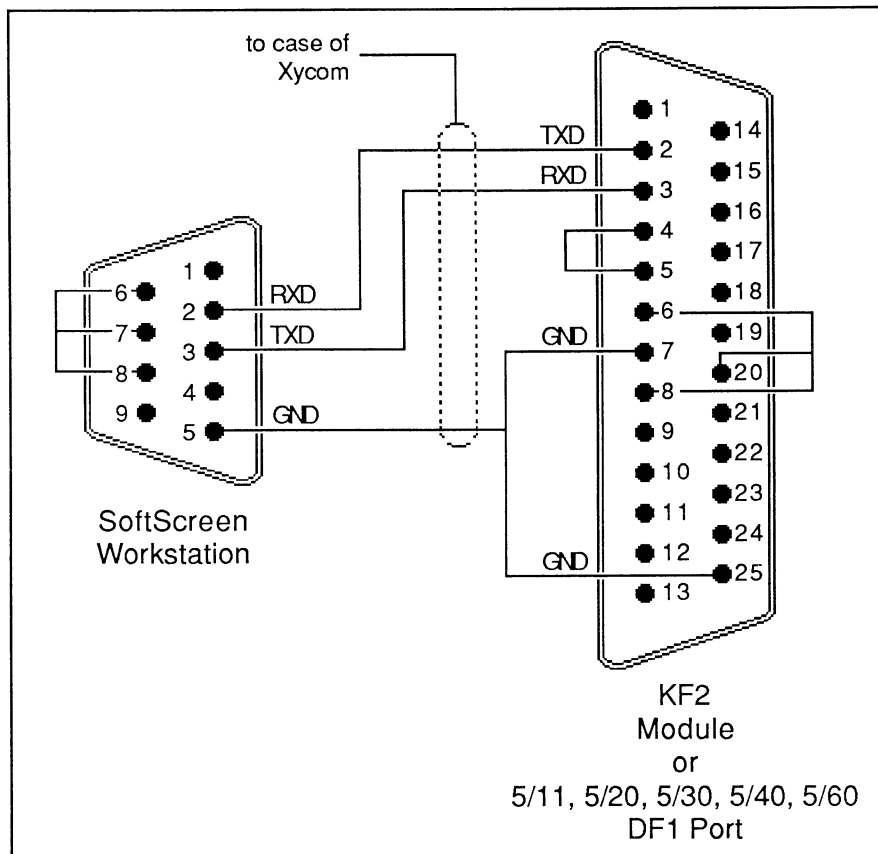 to case of
Xycom
TXD
RXD
1
2
3
4
5
6
7
8
9
10
11
12
13
14
15
16
17
18
19
20
21
22
23
24
25
GND
GND
6
7
8
9
1
2
3
4
5
RXD
TXD
GND
SoftScreen
Workstation
KF2
Module
or
5/11, 5/20, 5/30, 5/40, 5/60
DF1 Port